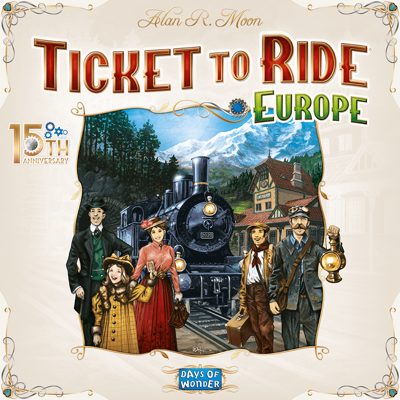 Alan R. Moon
TICKET TO RIDE
EUROPE
15TH
ANNIVERSARY
DAYS OF
WONDER